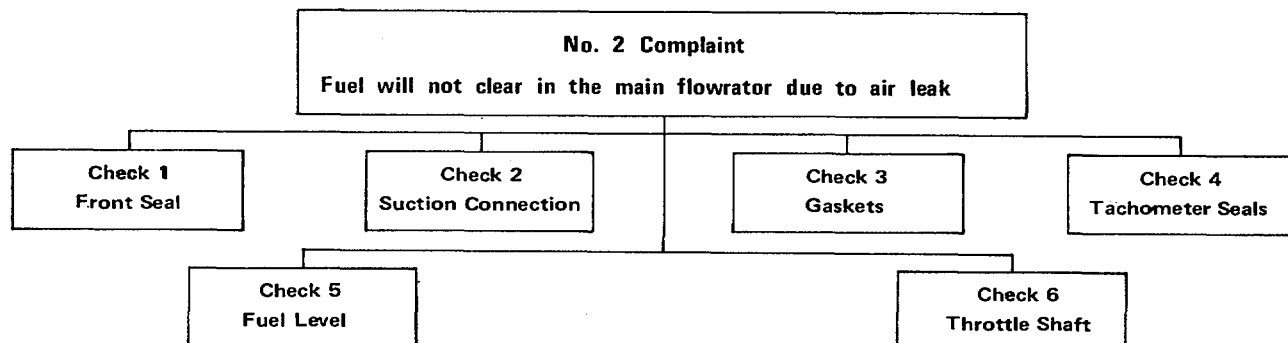 No. 2 Complaint
Fuel will not clear in the main flowrator due to air leak
Check 1
Front Seal
Check 2
Suction Connection
Check 3
Gaskets
Check 4
Tachometer Seals
Check 5
Fuel Level
Check 6
Throttle Shaft